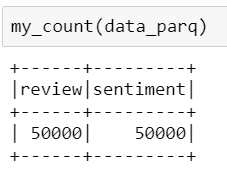 my_count(data_parq)
+------+---------+
|review|sentiment|
+------+---------+
| 50000|    50000|
+------+---------+